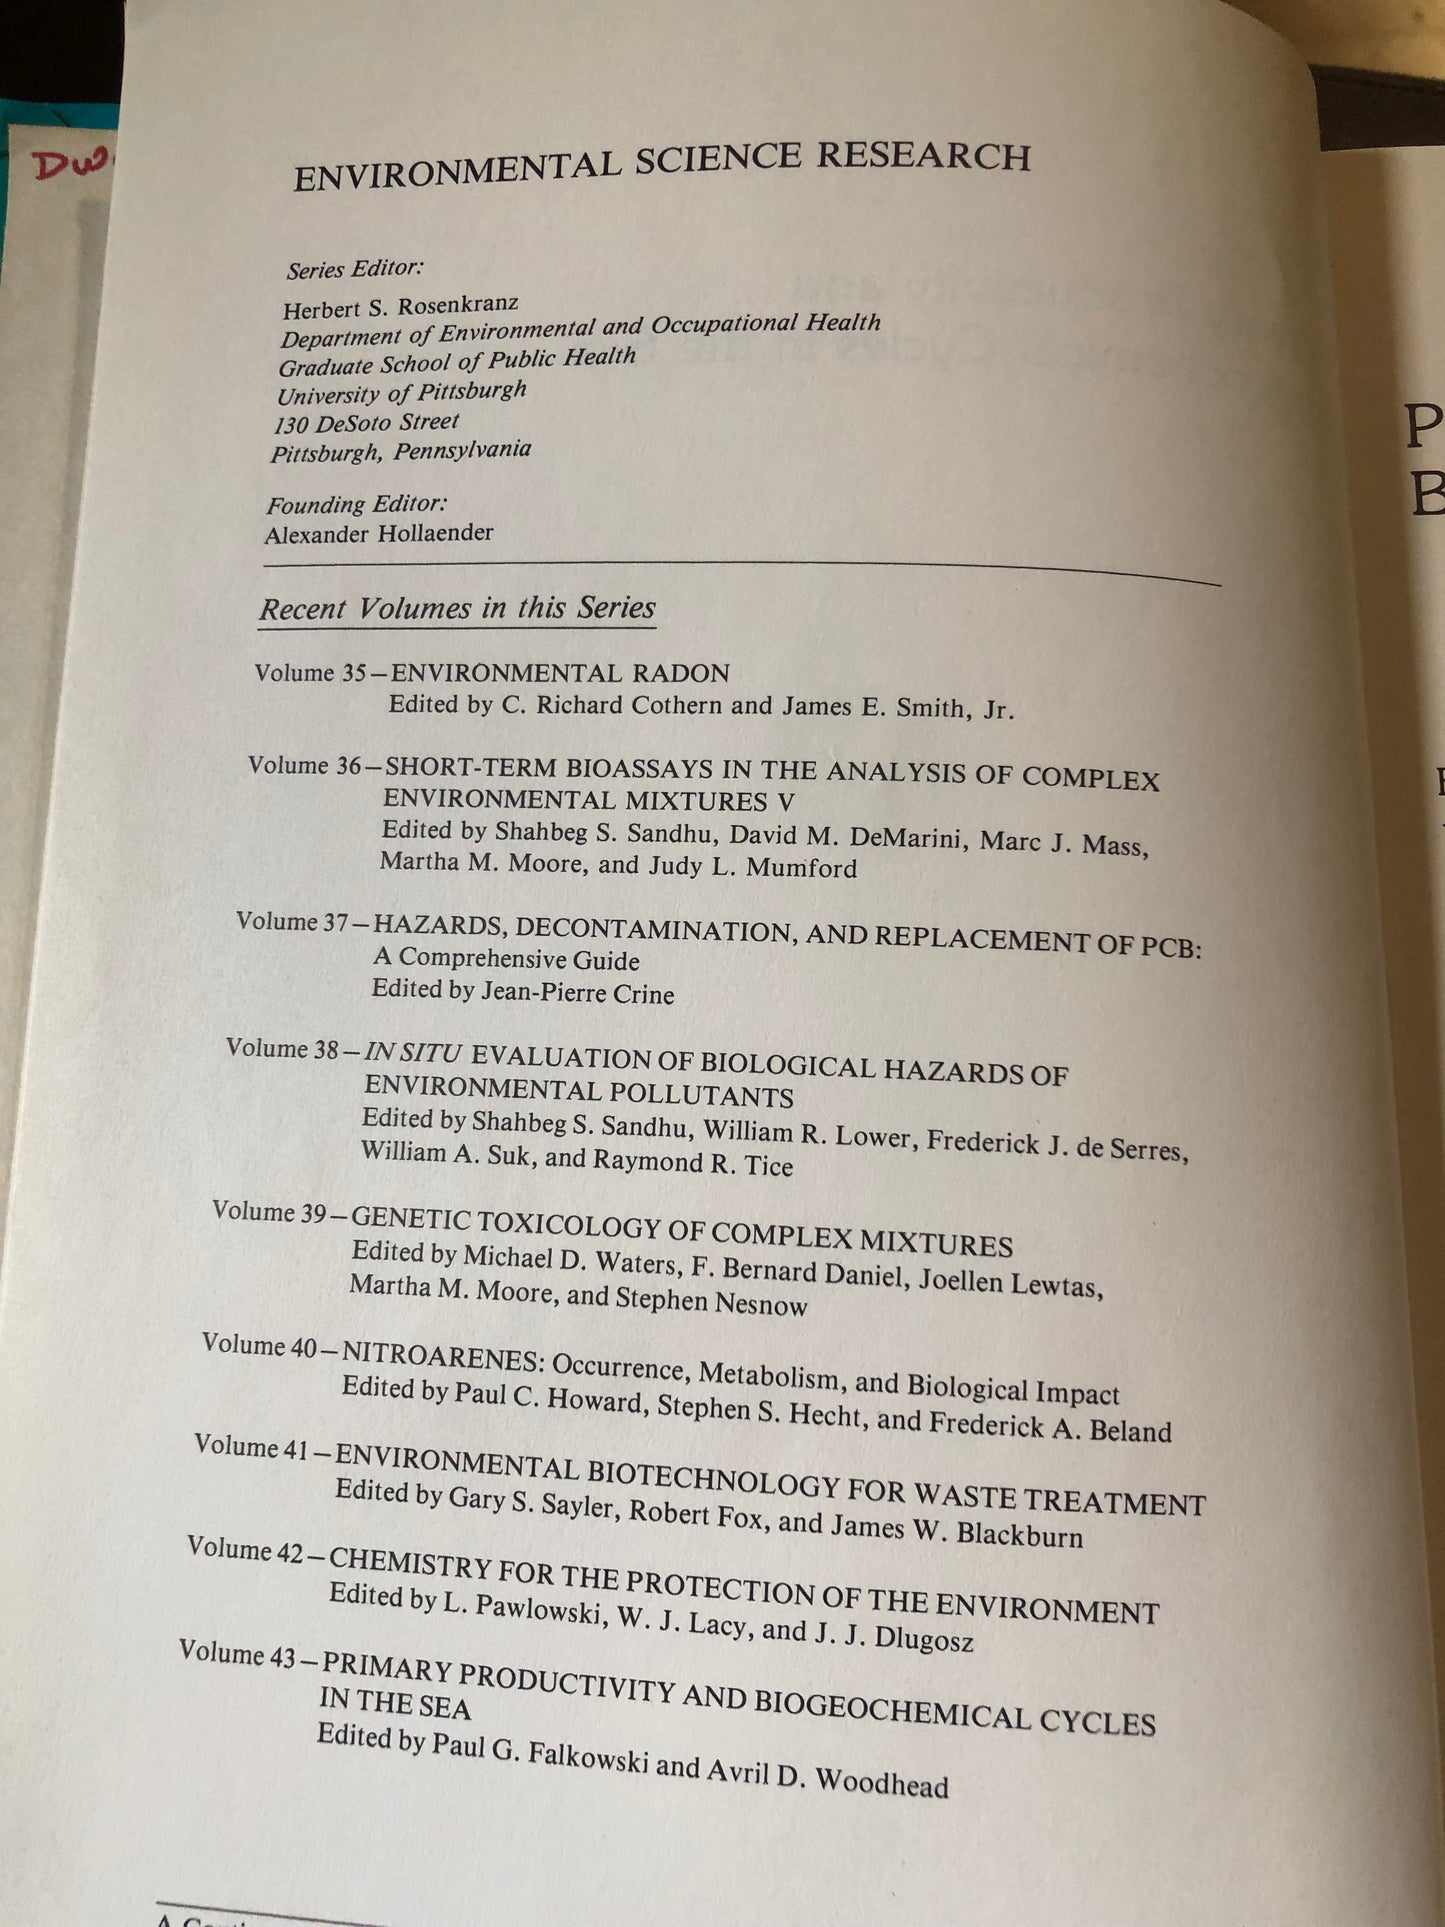 DW
ENVIRONMENTAL SCIENCE RESEARCH
Series Editor:
Herbert S. Rosenkranz
Department of Environmental and Occupational Health
Graduate School of Public Health
University of Pittsburgh
130 DeSoto Street
Pittsburgh, Pennsylvania
Founding Editor:
Alexander Hollaender
Recent Volumes in this Series
Volume 35—ENVIRONMENTAL RADON
Edited by C. Richard Cothern and James E. Smith, Jr.
Volume 36—SHORT-TERM BIOASSAYS IN THE ANALYSIS OF COMPLEX
ENVIRONMENTAL MIXTURES V
Edited by Shahbeg S. Sandhu, David M. DeMarini, Marc J. Mass,
Martha M. Moore, and Judy L. Mumford
Volume 37—HAZARDS, DECONTAMINATION, AND REPLACEMENT OF PCB:
A Comprehensive Guide
Edited by Jean-Pierre Crine
Volume 38—IN SITU EVALUATION OF BIOLOGICAL HAZARDS OF
ENVIRONMENTAL POLLUTANTS
Edited by Shahbeg S. Sandhu, William R. Lower, Frederick J. de Serres,
William A. Suk, and Raymond R. Tice
Volume 39—GENETIC TOXICOLOGY OF COMPLEX MIXTURES
Edited by Michael D. Waters, F. Bernard Daniel, Joellen Lewtas,
Martha M. Moore, and Stephen Nesnow
Volume 40—NITROARENES: Occurrence, Metabolism, and Biological Impact
Edited by Paul C. Howard, Stephen S. Hecht, and Frederick A. Beland
Volume 41—ENVIRONMENTAL BIOTECHNOLOGY FOR WASTE TREATMENT
Edited by Gary S. Sayler, Robert Fox, and James W. Blackburn
Volume 42—CHEMISTRY FOR THE PROTECTION OF THE ENVIRONMENT
Edited by L. Pawlowski, W. J. Lacy, and J. J. Dlugosz
Volume 43—PRIMARY PRODUCTIVITY AND BIOGEOCHEMICAL CYCLES
IN THE SEA
Edited by Paul G. Falkowski and Avril D. Woodhead
P
B